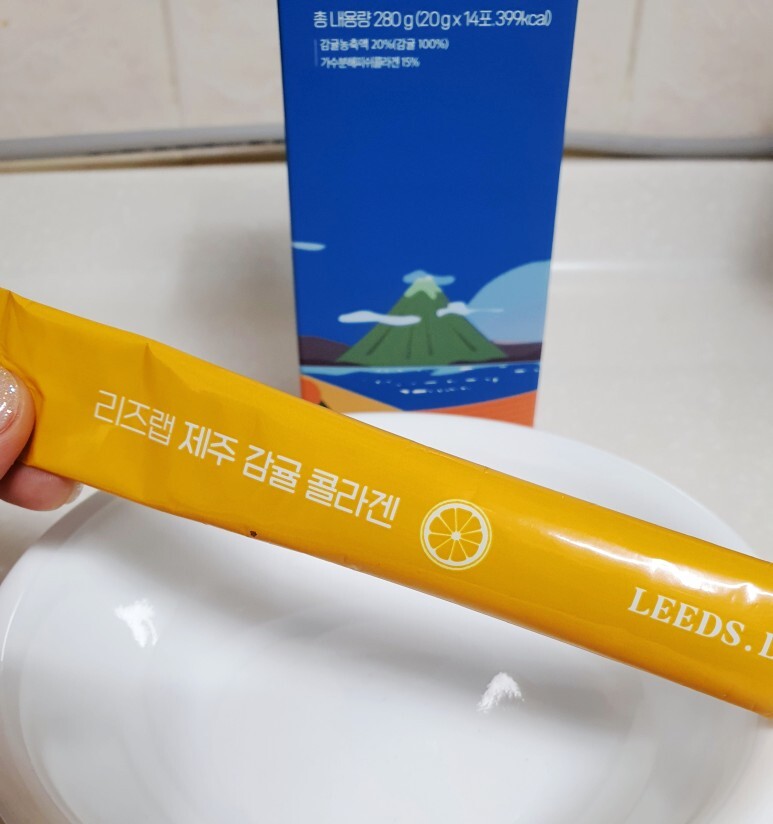 총 내용량 280 g (20 g x 14포.399kcal)
감귤농축액 20%(감귤 100%)
가수분해피쉬콜라겐 15%
리즈랩 제주 감귤 콜라겐
LEEDS.L